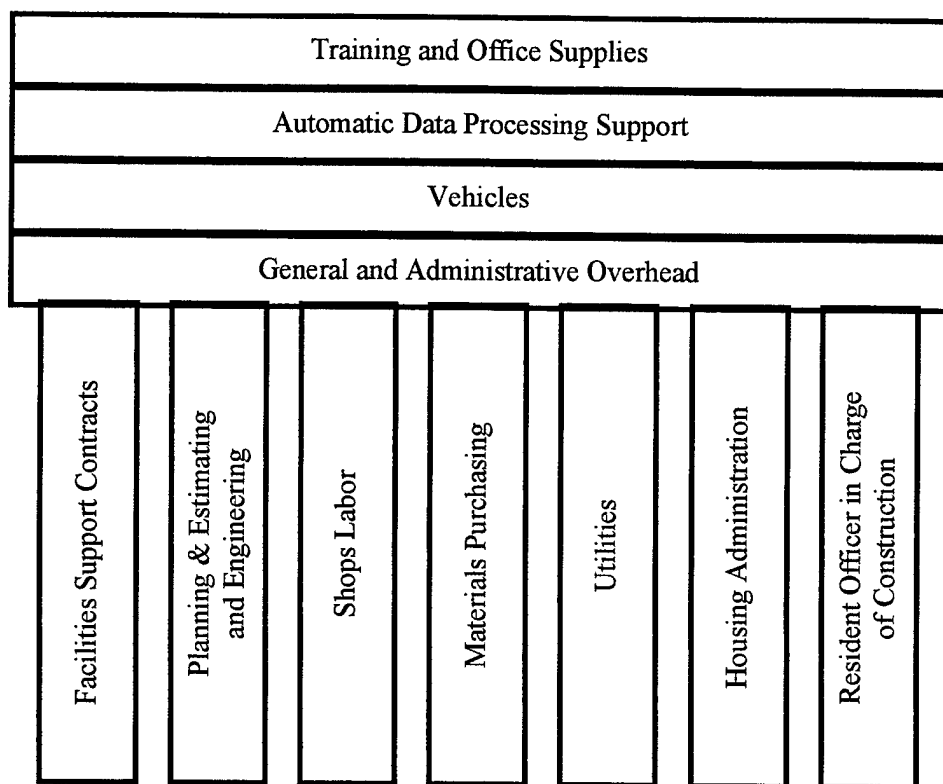 Training and Office Supplies
Automatic Data Processing Support
Vehicles
General and Administrative Overhead
Facilities Support Contracts
Planning & Estimating
and Engineering
Shops Labor
Materials Purchasing
Utilities
Housing Administration
Resident Officer in Charge
of Construction